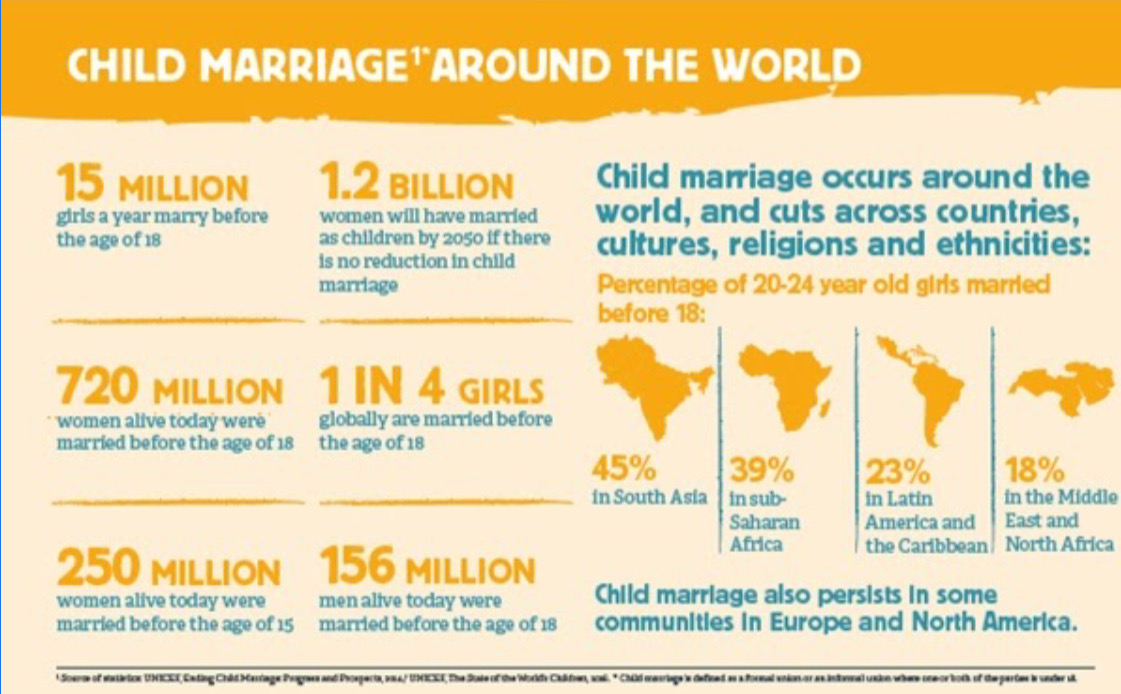 CHILD MARRIAGE¹* AROUND THE WORLD
15 MILLION
girls a year marry before
the age of 18
1.2 BILLION
women will have married
as children by 2050 if there
is no reduction in child
marriage
720 MILLION
women alive today were
married before the age of 18
1 IN 4 GIRLS
globally are married before
the age of 18
250 MILLION
women alive today were
married before the age of 15
156 MILLION
men alive today were
married before the age of 18
Child marriage occurs around the
world, and cuts across countries,
cultures, religions and ethnicities:
Percentage of 20-24 year old girls married
before 18:
45%
in South Asia
39%
in sub-
Saharan
Africa
23%
in Latin
America and
the Caribbean
18%
in the Middle
East and
North Africa
Child marriage also persists in some
communities in Europe and North America.
¹ Source of statistics: UNICEF, Ending Child Marriage: Progress and Prospects, 2014/ UNICEF, The State of the World's Children, 2016. * Child marriage is defined as a formal union or an informal union where one or both of the parties is under 18.